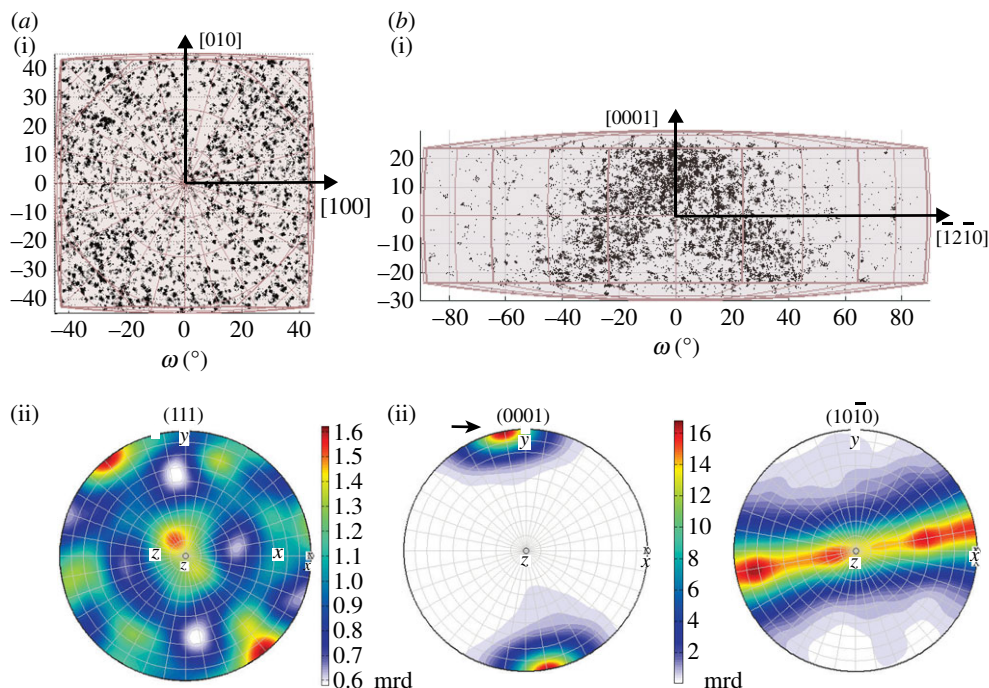 (a)
(i)
[010]
40
30
20
10
0
–10
–20
–30
–40
[100]
–40 –20 0 20 40
ω (°)
(b)
(i)
[0001]
20
10
0
–10
–20
–30
[1̅21̅0]
–80 –60 –40 –20 0 20 40 60 80
ω (°)
(ii)
(111)
y
z x x
z
1.6
1.5
1.4
1.3
1.2
1.1
1.0
0.9
0.8
0.7
0.6 mrd
(ii)
(0001)
y
z x
16
14
12
10
8
6
4
2
mrd
(101̅0)
y
z x